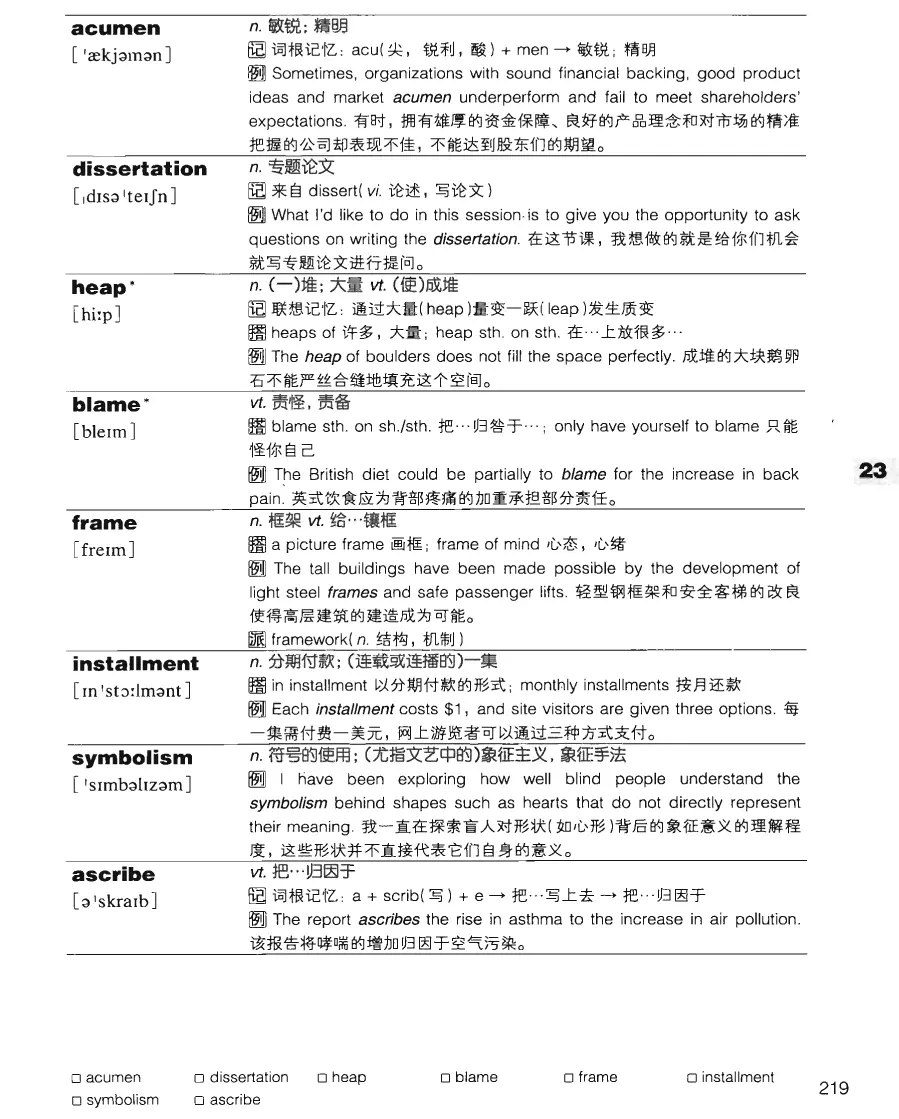 acumen
[ ˈækjəmən ]
n. 敏锐；精明
[记] 词根记忆：acu(尖，锐利，酸) + men → 敏锐；精明
[例] Sometimes, organizations with sound financial backing, good product
ideas and market acumen underperform and fail to meet shareholders'
expectations. 有时，拥有雄厚的资金保障、良好的产品理念和对市场的精准
把握的公司却表现不佳，不能达到股东们的期望。
dissertation
[ˌdɪsəˈteɪʃn]
n. 专题论文
[记] 来自 dissert( vi. 论述，写论文)
[例] What I'd like to do in this session is to give you the opportunity to ask
questions on writing the dissertation. 在这节课，我想做的就是给你们机会
就写专题论文进行提问。
heap*
[hiːp]
n. (一)堆；大量 vt. (使)成堆
[记] 联想记忆：通过大量(heap)量变一跃(leap)发生质变
[搭] heaps of 许多，大量；heap sth. on sth. 在…上放很多…
[例] The heap of boulders does not fill the space perfectly. 成堆的大块鹅卵
石不能严丝合缝地填充这个空间。
blame*
[bleɪm]
vt. 责怪，责备
[搭] blame sth. on sh./sth. 把…归咎于…；only have yourself to blame 只能
怪你自己
[例] The British diet could be partially to blame for the increase in back
pain. 英式饮食应为背部疼痛的加重承担部分责任。
frame
[freɪm]
n. 框架 vt. 给…镶框
[搭] a picture frame 画框；frame of mind 心态，心绪
[例] The tall buildings have been made possible by the development of
light steel frames and safe passenger lifts. 轻型钢框架和安全客梯的改良
使得高层建筑的建造成为可能。
[派] framework( n. 结构，机制)
installment
[ɪnˈstɔːlmənt]
n. 分期付款；(连载或连播的)一集
[搭] in installment 以分期付款的形式；monthly installments 按月还款
[例] Each installment costs $1, and site visitors are given three options. 每
一集需付费一美元，网上游览者可以通过三种方式支付。
symbolism
[ ˈsɪmbəlɪzəm]
n. 符号的使用；(尤指文艺中的)象征主义，象征手法
[例] I have been exploring how well blind people understand the
symbolism behind shapes such as hearts that do not directly represent
their meaning. 我一直在探索盲人对形状(如心形)背后的象征意义的理解程
度，这些形状并不直接代表它们自身的意义。
ascribe
[əˈskraɪb]
vt. 把…归因于
[记] 词根记忆：a + scrib(写) + e → 把…写上去 → 把…归因于
[例] The report ascribes the rise in asthma to the increase in air pollution.
该报告将哮喘的增加归因于空气污染。
23
□ acumen □ dissertation □ heap □ blame □ frame □ installment
□ symbolism □ ascribe
219